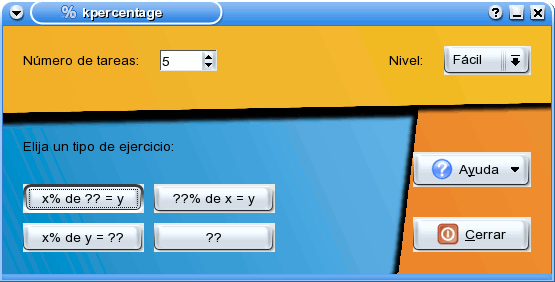 % kpercentage
Número de tareas: 5 Nivel: Fácil
Elija un tipo de ejercicio:
x% de ?? = y ??% de x = y
Ayuda
x% de y = ?? ??
Cerrar